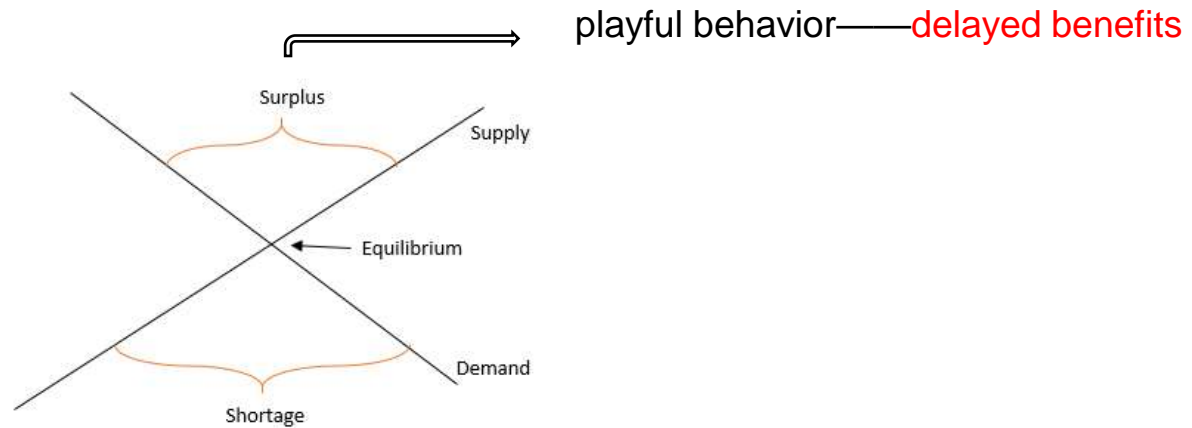 playful behavior——delayed benefits
Surplus
Supply
Equilibrium
Demand
Shortage